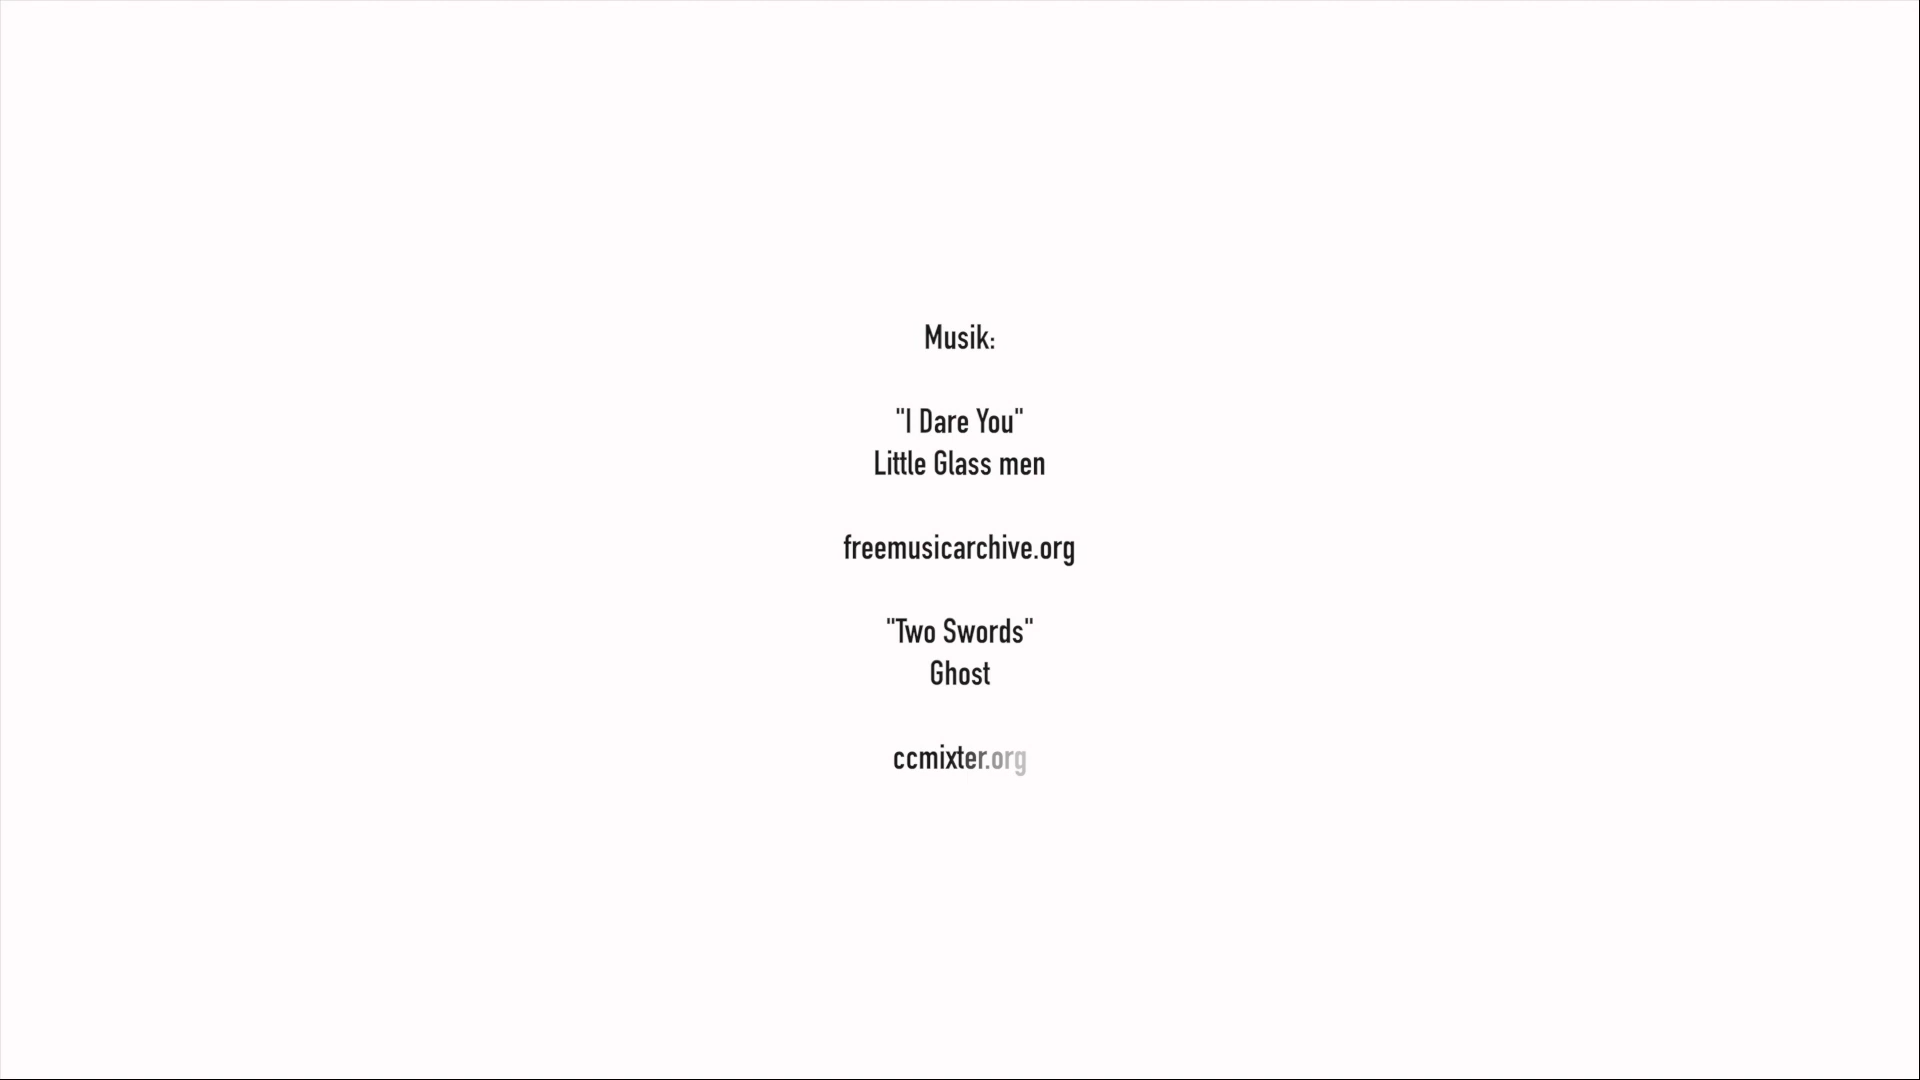 Musik:
"I Dare You"
Little Glass men
freemusicarchive.org
"Two Swords"
Ghost
ccmixter.org